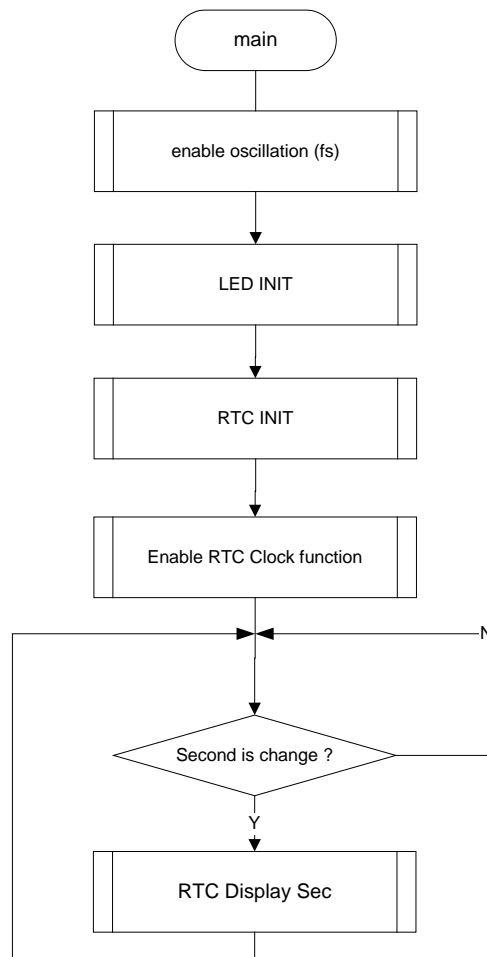 main
enable oscillation (fs)
LED INIT
RTC INIT
Enable RTC Clock function
N
Second is change ?
Y
RTC Display Sec